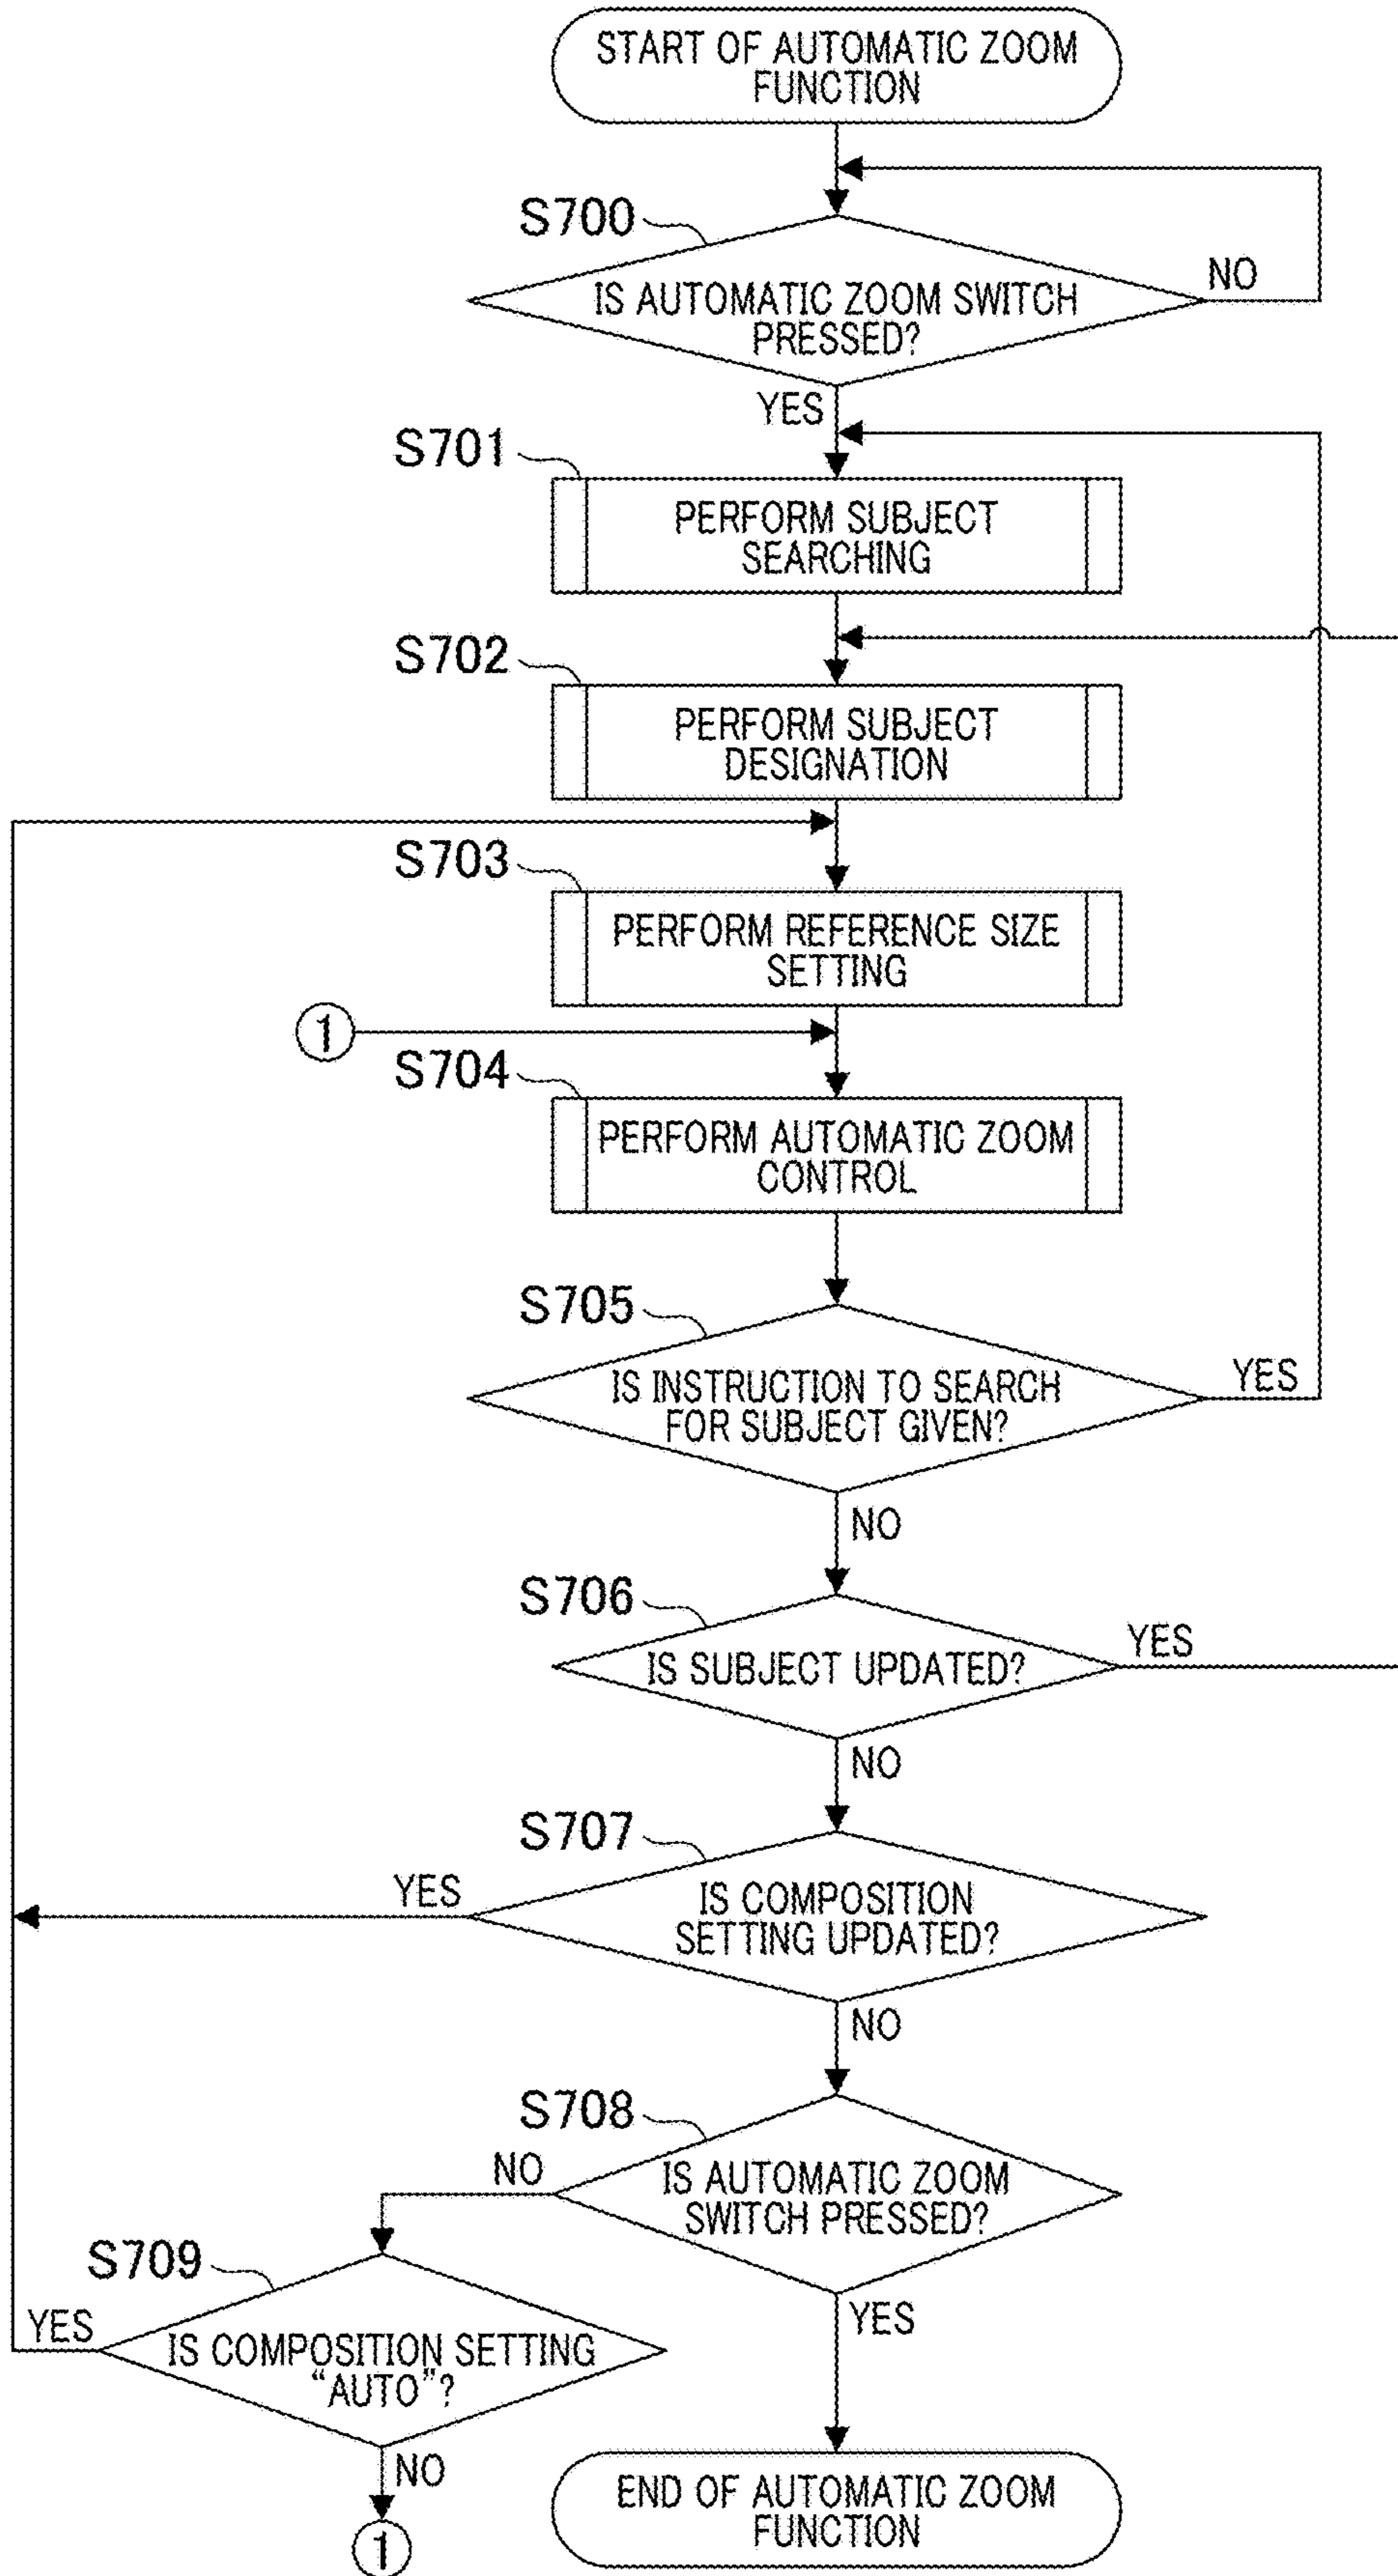 START OF AUTOMATIC ZOOM
FUNCTION
S700
IS AUTOMATIC ZOOM SWITCH
PRESSED?
NO
YES
S701
PERFORM SUBJECT
SEARCHING
S702
PERFORM SUBJECT
DESIGNATION
S703
PERFORM REFERENCE SIZE
SETTING
1
S704
PERFORM AUTOMATIC ZOOM
CONTROL
S705
IS INSTRUCTION TO SEARCH
FOR SUBJECT GIVEN?
YES
NO
S706
IS SUBJECT UPDATED?
YES
NO
S707
YES
IS COMPOSITION
SETTING UPDATED?
NO
S708
NO
IS AUTOMATIC ZOOM
SWITCH PRESSED?
S709
YES
YES
IS COMPOSITION SETTING
“AUTO”?
NO
1
END OF AUTOMATIC ZOOM
FUNCTION